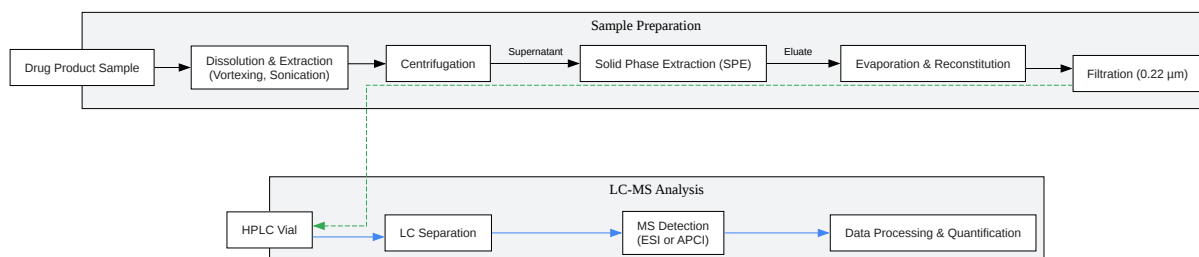 Sample Preparation
Drug Product Sample
Dissolution & Extraction
(Vortexing, Sonication)
Centrifugation
Supernatant
Solid Phase Extraction (SPE)
Eluate
Evaporation & Reconstitution
Filtration (0.22 µm)
LC-MS Analysis
HPLC Vial
LC Separation
MS Detection
(ESI or APCI)
Data Processing & Quantification